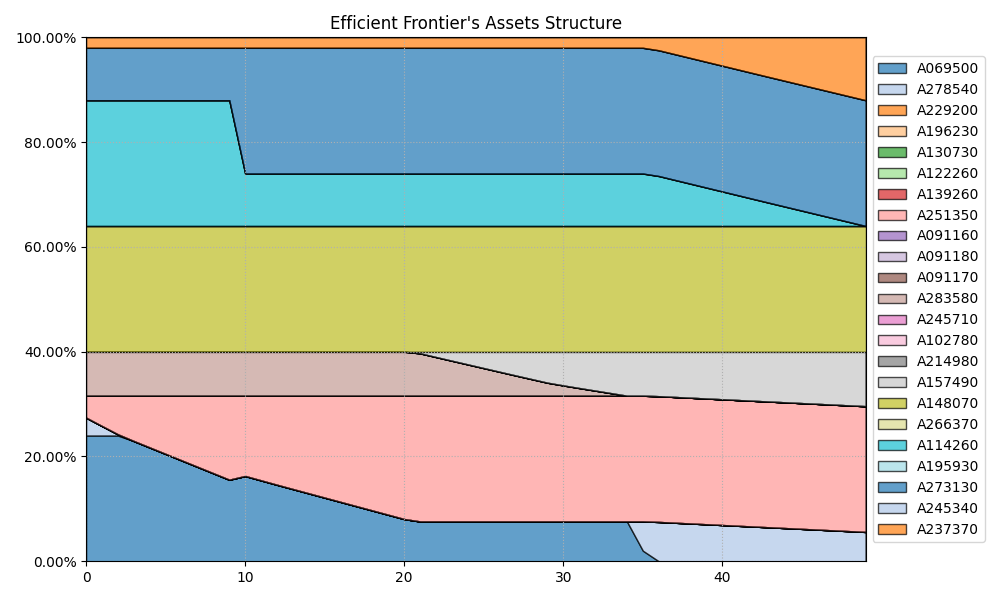 Efficient Frontier's Assets Structure
100.00%
80.00%
60.00%
40.00%
20.00%
0.00%
0
10
20
30
40
A069500
A278540
A229200
A196230
A130730
A122260
A139260
A251350
A091160
A091180
A091170
A283580
A245710
A102780
A214980
A157490
A148070
A266370
A114260
A195930
A273130
A245340
A237370